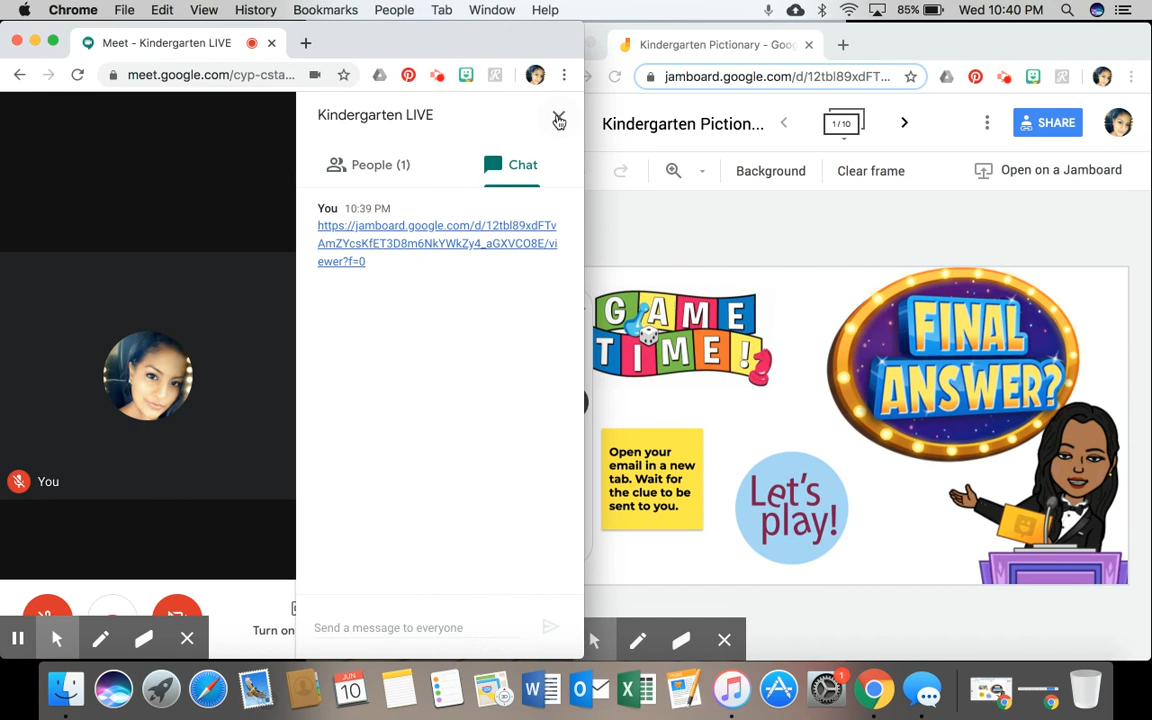 Chrome File Edit View History Bookmarks People Tab Window Help 85% Wed 10:40 PM
Meet - Kindergarten LIVE
Kindergarten Pictionary - Goog
meet.google.com/cyp-csta...
jamboard.google.com/d/12tbl89xdFT...
Kindergarten LIVE
Kindergarten Piction...
1/10
SHARE
People (1)
Chat
Background
Clear frame
Open on a Jamboard
You 10:39 PM
https://jamboard.google.com/d/12tbl89xdFTv
AmZYcsKfET3D8m6NkYWkZy4_aGXVCO8E/vi
ewer?f=0
GAME
TIME!
FINAL
ANSWER?
Open your
email in a new
tab. Wait for
the clue to be
sent to you.
Let's
play!
You
Turn on
Send a message to everyone
JUN
10
1